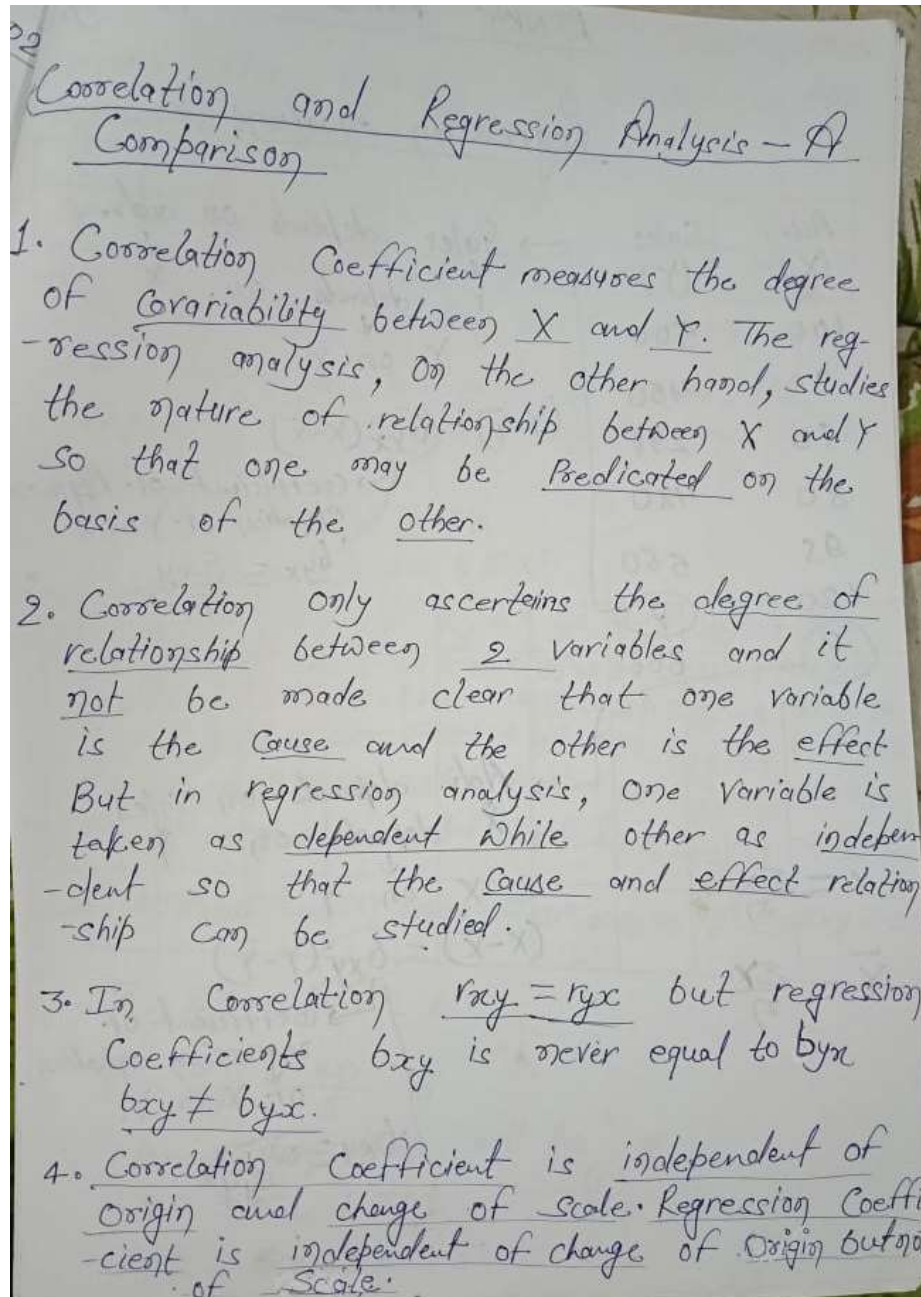 22
Correlation and Regression Analysis - A
Comparison
1. Correlation Coefficient measures the degree
of Covariability between X and Y. The reg-
-ression analysis, on the other hand, studies
the nature of relationship between X and Y
so that one may be Predicated on the
basis of the other.
2. Correlation only ascertains the degree of
relationship between 2 variables and it
not be made clear that one variable
is the Cause and the other is the effect
But in regression analysis, one Variable is
taken as dependent while other as indepen
-dent so that the Cause and effect relation
-ship can be studied.
3. In Correlation rxy = ryx but regression
Coefficients bxy is never equal to byx
bxy ≠ byx.
4. Correlation Coefficient is independent of
Origin and change of Scale. Regression Coeffi
-cient is independent of change of Origin but no
of Scale.